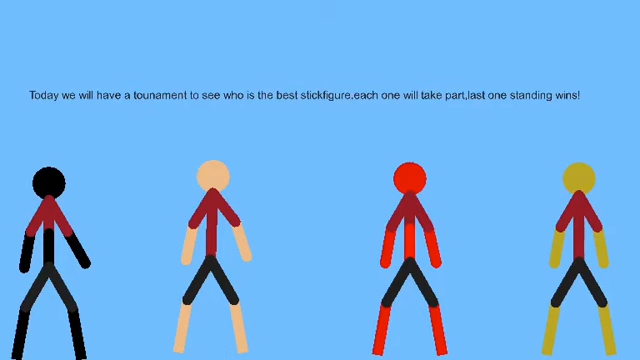 Today we will have a tounament to see who is the best stickfigure.each one will take part,last one standing wins!